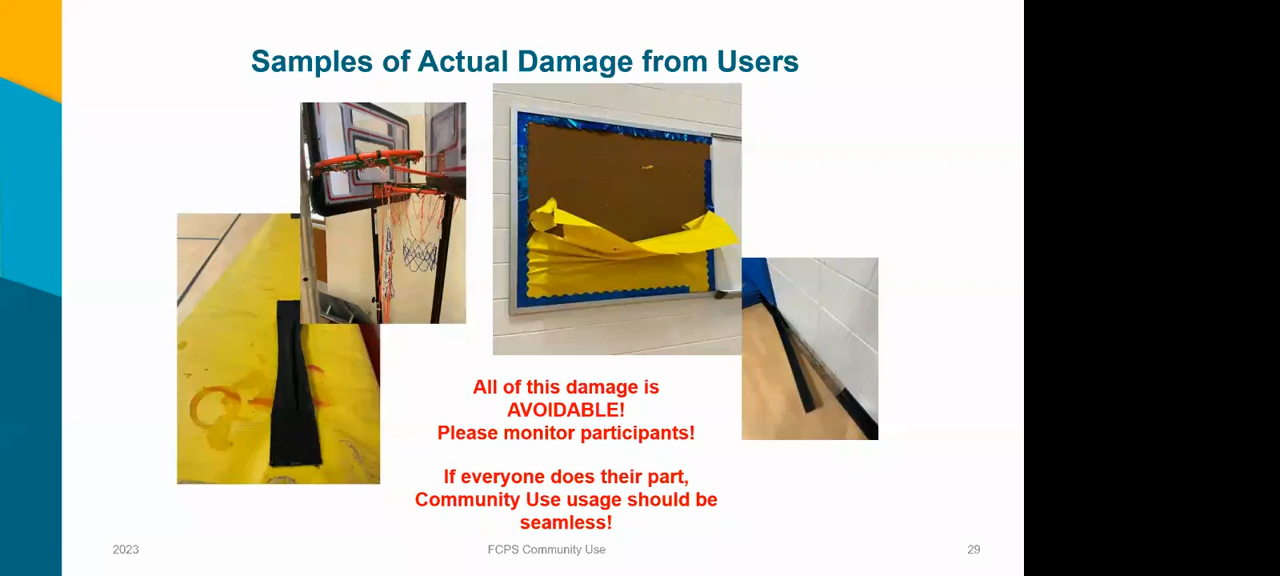 Samples of Actual Damage from Users
All of this damage is
AVOIDABLE!
Please monitor participants!
If everyone does their part,
Community Use usage should be
seamless!
2023
FCPS Community Use
29